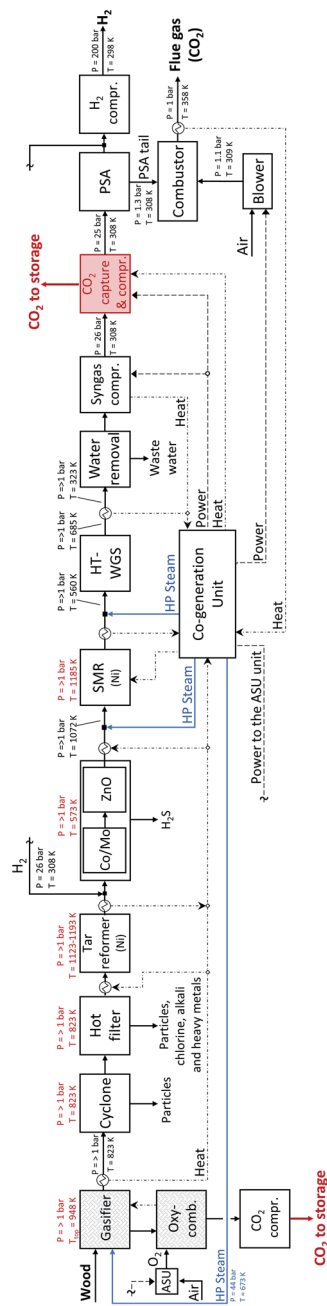 Wood
P = > 1 bar
T_top = 948 K
Gasifier
Oxy-
comb.
O2
ASU
Air
HP Steam
P = 44 bar
T = 673 K
CO2
compr.
CO2 to storage
P = > 1 bar
T = 823 K
Heat
P = > 1 bar
T = 823 K
Cyclone
Particles
P = > 1 bar
T = 823 K
Hot
filter
Particles,
chlorine, alkali
and heavy metals
P = >1 bar
T = 1123-1193 K
Tar
reformer
(Ni)
H2
P = 26 bar
T = 308 K
P = >1 bar
T = 573 K
Co/Mo
ZnO
H2S
P =>1 bar
T = 1072 K
HP Steam
P = >1 bar
T = 1185 K
SMR
(Ni)
HP Steam
P =>1 bar
T = 560 K
HT-
WGS
P =>1 bar
T = 685 K
Water
removal
Waste
water
P =>1 bar
T = 323 K
Syngas
compr.
Heat
P = 26 bar
T = 308 K
CO2
capture
& compr.
CO2 to storage
P = 25 bar
T = 308 K
PSA
PSA tail
P = 1.3 bar
T = 308 K
H2
compr.
P = 200 bar
T = 298 K
H2
Combustor
P = 1 bar
T = 358 K
Flue gas
(CO2)
P = 1.1 bar
T = 309 K
Blower
Air
Co-generation
Unit
Power
Heat
Power
Heat
Power to the ASU unit